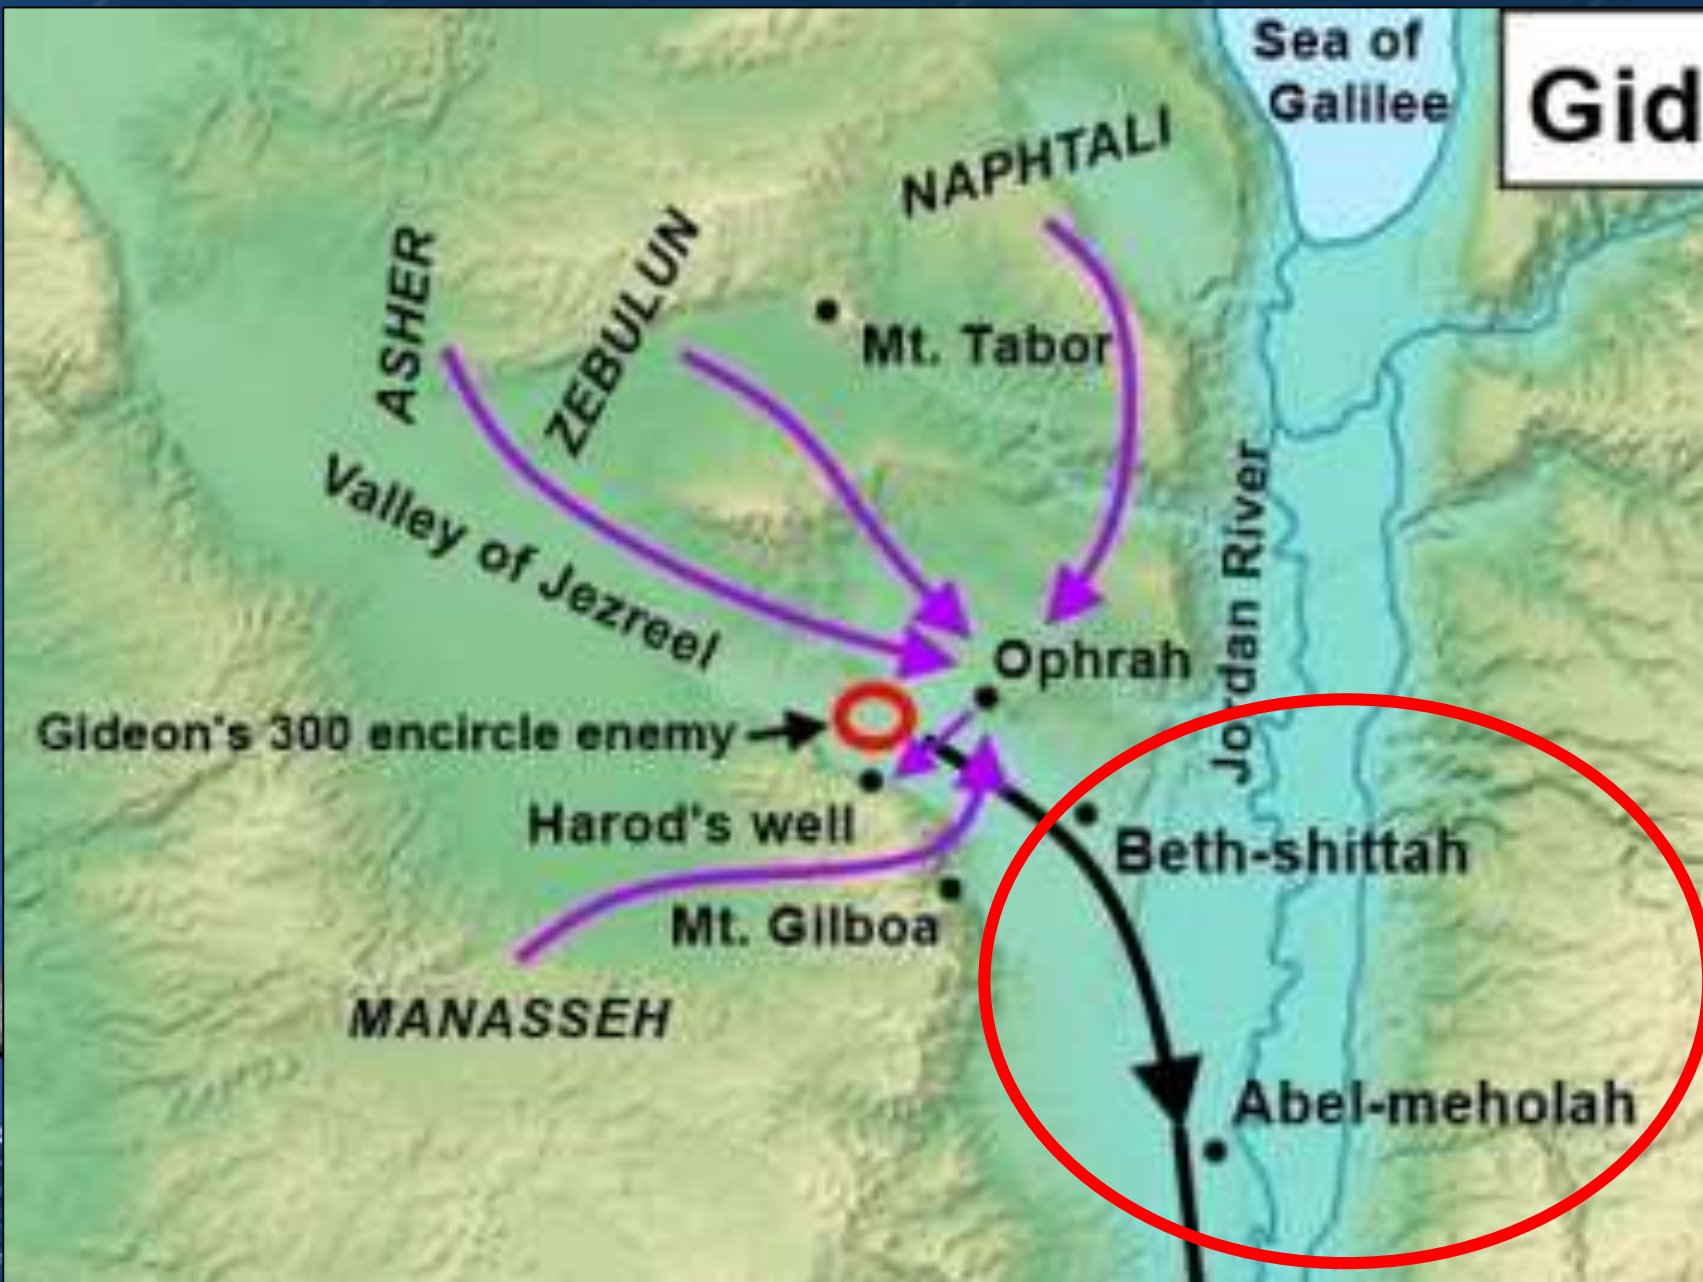 Sea of
Galilee
Gid
NAPHTALI
ASHER
ZEBULUN
Mt. Tabor
Valley of Jezreel
Jordan River
Ophrah
Gideon's 300 encircle enemy
Harod's well
Beth-shittah
Mt. Gilboa
MANASSEH
Abel-meholah